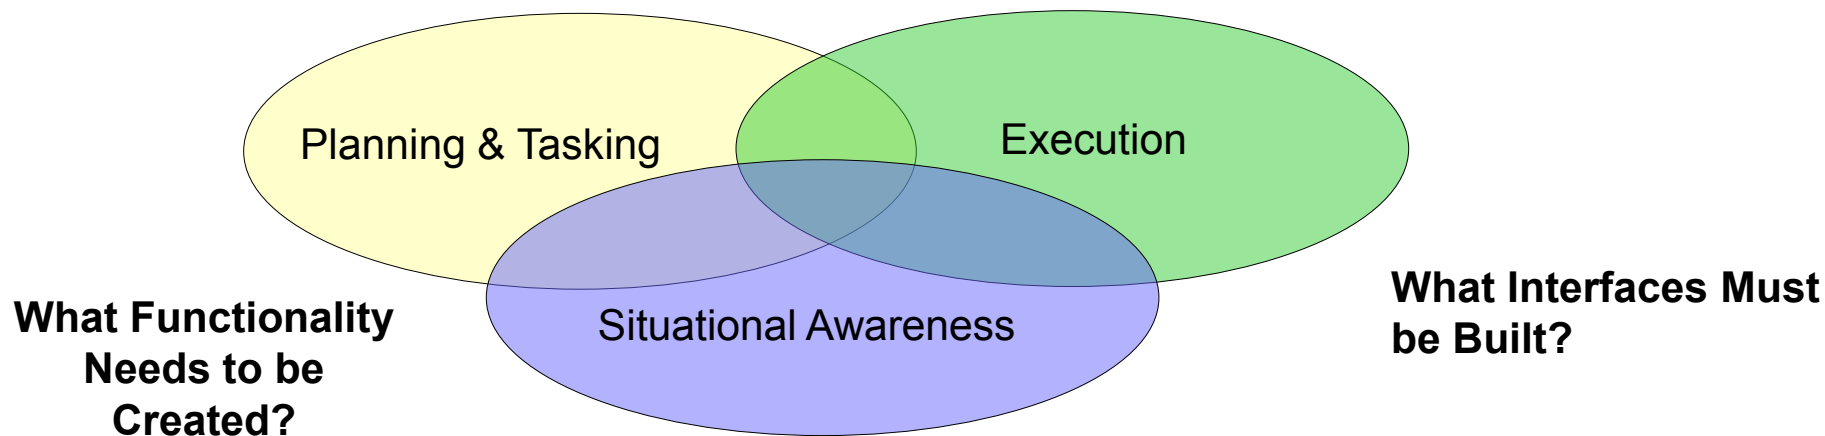 Planning & Tasking
Execution
Situational Awareness
What Functionality
Needs to be
Created?
What Interfaces Must
be Built?